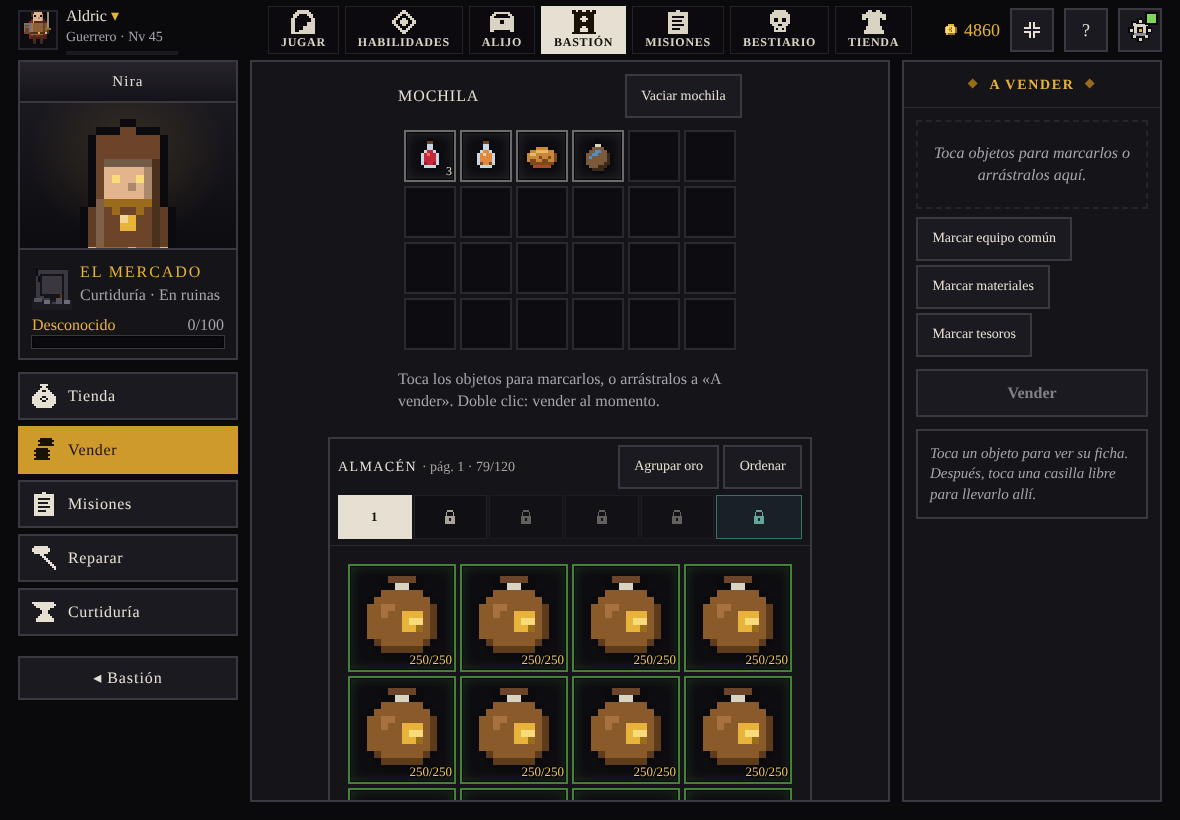 Aldric ▾
Guerrero · Nv 45
JUGAR
HABILIDADES
ALIJO
BASTIÓN
MISIONES
BESTIARIO
TIENDA
4860
?
Nira
EL MERCADO
Curtiduría · En ruinas
Desconocido 0/100
Tienda
Vender
Misiones
Reparar
Curtiduría
◂ Bastión
MOCHILA
Vaciar mochila
3
Toca los objetos para marcarlos, o arrástralos a «A
vender». Doble clic: vender al momento.
ALMACÉN · pág. 1 · 79/120
Agrupar oro
Ordenar
1
250/250 250/250 250/250 250/250
250/250 250/250 250/250 250/250
A VENDER
Toca objetos para marcarlos o
arrástralos aquí.
Marcar equipo común
Marcar materiales
Marcar tesoros
Vender
Toca un objeto para ver su ficha.
Después, toca una casilla libre
para llevarlo allí.